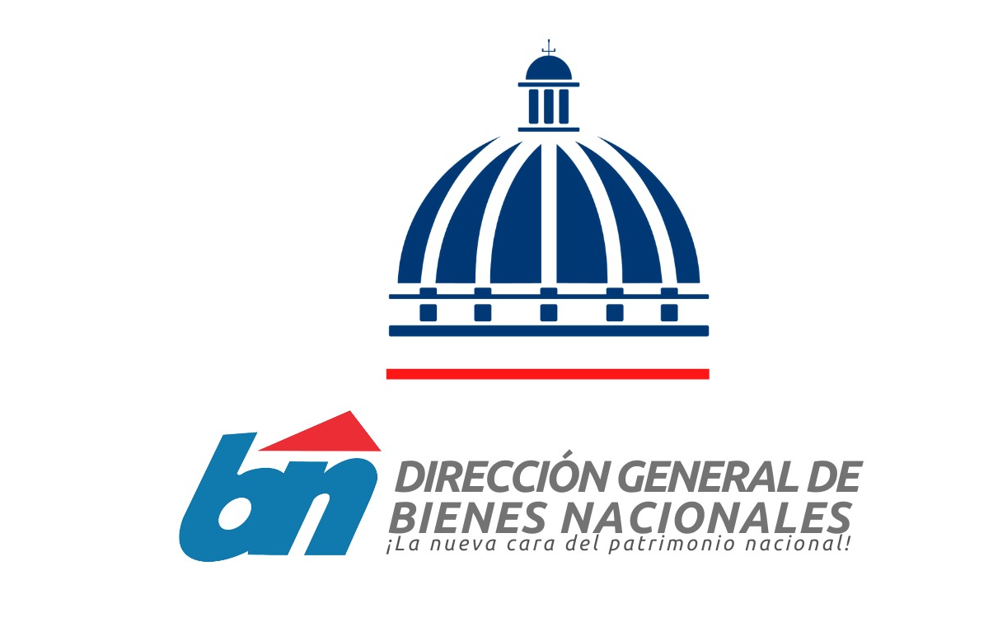 bn
DIRECCIÓN GENERAL DE
BIENES NACIONALES
¡La nueva cara del patrimonio nacional!